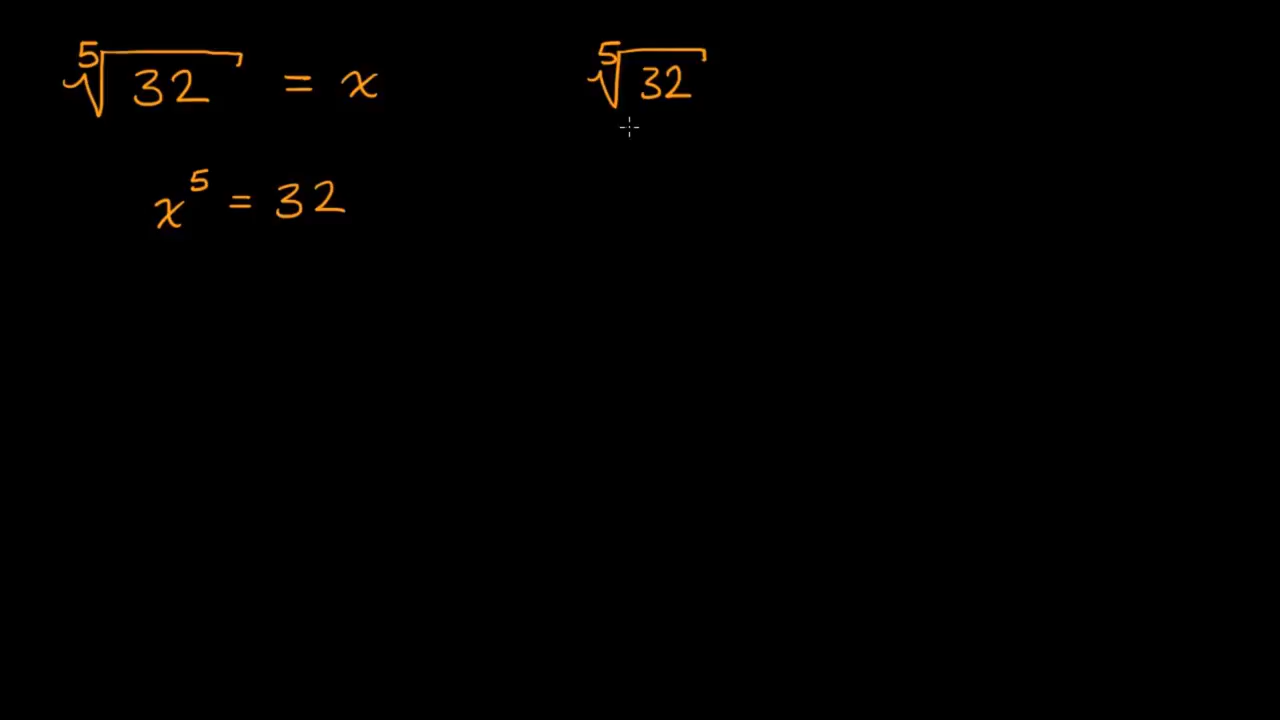 ⁵√32 = x
x⁵ = 32
⁵√32